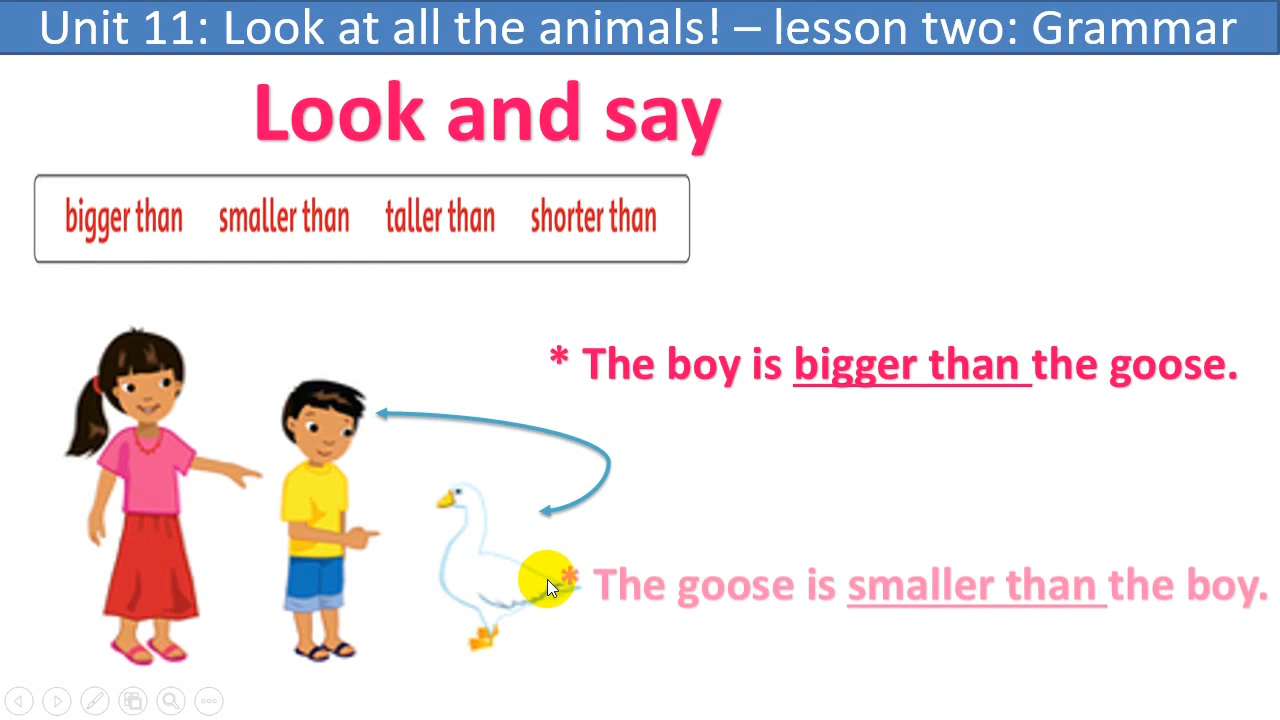 Unit 11: Look at all the animals! – lesson two: Grammar
Look and say
bigger than smaller than taller than shorter than
* The boy is bigger than the goose.
* The goose is smaller than the boy.